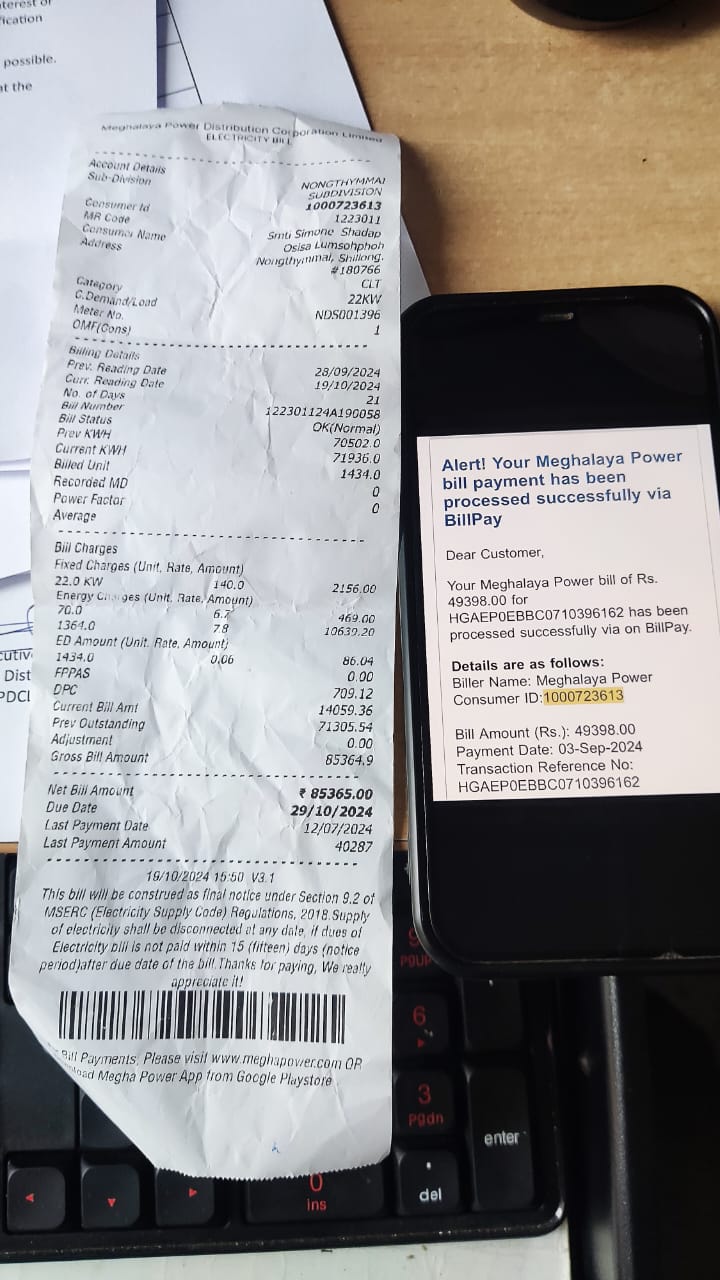 terest or
ification
possible.
at the
Meghalaya Power Distribution Corporation Limited
ELECTRICITY BILL
Account Details
Sub-Division NONGTHYMMAI
SUBDIVISION
Consumer Id 1000723613
MR Code 1223011
Consumer Name Smti Simone Shadap
Address Osisa Lumsohphoh
Nongthymmai, Shillong.
#180766
Category CLT
C.Demand/Load 22KW
Meter No. NDS001396
OMF(Cons) 1
Billing Details
Prev. Reading Date 28/09/2024
Curr. Reading Date 19/10/2024
No. of Days 21
Bill Number 122301124A190058
Bill Status OK(Normal)
Prev KWH 70502.0
Current KWH 71936.0
Billed Unit 1434.0
Recorded MD 0
Power Factor 0
Average
Bill Charges
Fixed Charges (Unit, Rate, Amount)
22.0 KW 140.0 2156.00
Energy Charges (Unit, Rate, Amount)
70.0 6.7 469.00
1364.0 7.8 10639.20
ED Amount (Unit, Rate, Amount)
1434.0 0.06 86.04
FPPAS 0.00
DPC 709.12
Current Bill Amt 14059.36
Prev Outstanding 71305.54
Adjustment 0.00
Gross Bill Amount 85364.9
Net Bill Amount ₹ 85365.00
Due Date 29/10/2024
Last Payment Date 12/07/2024
Last Payment Amount 40287
19/10/2024 15:50 V3.1
This bill will be construed as final notice under Section 9.2 of
MSERC (Electricity Supply Code) Regulations, 2018.Supply
of electricity shall be disconnected at any date, if dues of
Electricity bill is not paid within 15 (fifteen) days (notice
period)after due date of the bill.Thanks for paying, We really
appreciate it!
Bill Payments, Please visit www.meghapower.com OR
load Megha Power App from Google Playstore
Alert! Your Meghalaya Power
bill payment has been
processed successfully via
BillPay
Dear Customer,
Your Meghalaya Power bill of Rs.
49398.00 for
HGAEP0EBBC0710396162 has been
processed successfully via on BillPay.
Details are as follows:
Biller Name: Meghalaya Power
Consumer ID:1000723613
Bill Amount (Rs.): 49398.00
Payment Date: 03-Sep-2024
Transaction Reference No:
HGAEP0EBBC0710396162
cutiv
Dist
PDCL
9
PgUp
6
3
Pgdn
enter
0
ins
.
del